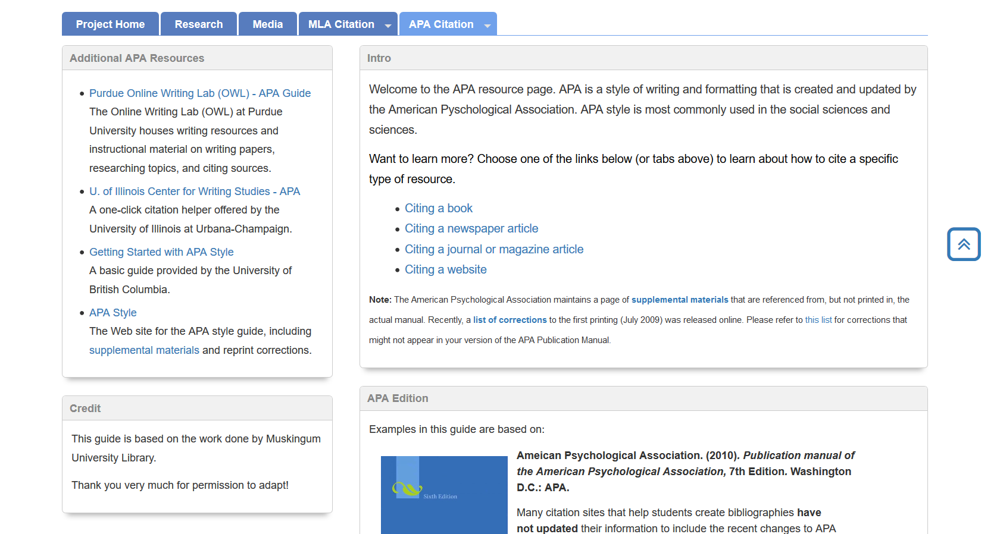 Project Home
Research
Media
MLA Citation
APA Citation
Additional APA Resources
Purdue Online Writing Lab (OWL) - APA Guide
The Online Writing Lab (OWL) at Purdue
University houses writing resources and
instructional material on writing papers,
researching topics, and citing sources.
U. of Illinois Center for Writing Studies - APA
A one-click citation helper offered by the
University of Illinois at Urbana-Champaign.
Getting Started with APA Style
A basic guide provided by the University of
British Columbia.
APA Style
The Web site for the APA style guide, including
supplemental materials and reprint corrections.
Credit
This guide is based on the work done by Muskingum
University Library.
Thank you very much for permission to adapt!
Intro
Welcome to the APA resource page. APA is a style of writing and formatting that is created and updated by
the American Pyschological Association. APA style is most commonly used in the social sciences and
sciences.
Want to learn more? Choose one of the links below (or tabs above) to learn about how to cite a specific
type of resource.
Citing a book
Citing a newspaper article
Citing a journal or magazine article
Citing a website
Note: The American Psychological Association maintains a page of supplemental materials that are referenced from, but not printed in, the
actual manual. Recently, a list of corrections to the first printing (July 2009) was released online. Please refer to this list for corrections that
might not appear in your version of the APA Publication Manual.
APA Edition
Examples in this guide are based on:
Sixth Edition
Ameican Psychological Association. (2010). Publication manual of
the American Psychological Association, 7th Edition. Washington
D.C.: APA.
Many citation sites that help students create bibliographies have
not updated their information to include the recent changes to APA